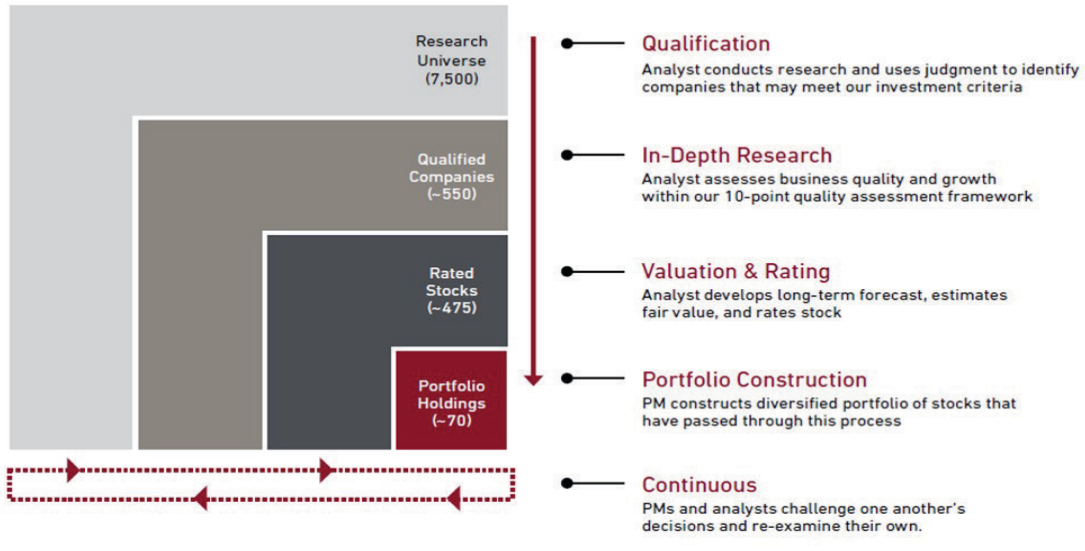 Research
Universe
(7,500)
Qualified
Companies
(~550)
Rated
Stocks
(~475)
Portfolio
Holdings
(~70)
Qualification
Analyst conducts research and uses judgment to identify
companies that may meet our investment criteria
In-Depth Research
Analyst assesses business quality and growth
within our 10-point quality assessment framework
Valuation & Rating
Analyst develops long-term forecast, estimates
fair value, and rates stock
Portfolio Construction
PM constructs diversified portfolio of stocks that
have passed through this process
Continuous
PMs and analysts challenge one another's
decisions and re-examine their own.